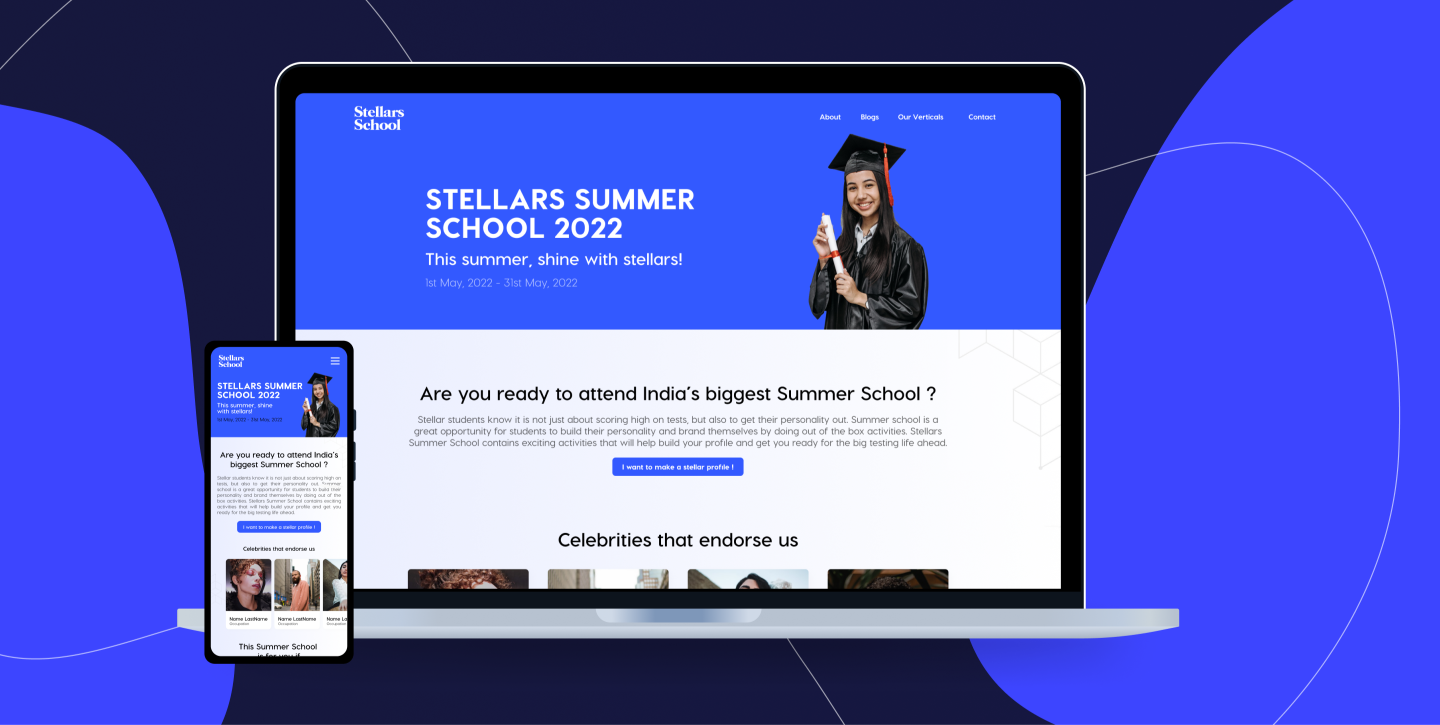 Stellars
School
About Blogs Our Verticals Contact
STELLARS SUMMER
SCHOOL 2022
This summer, shine with stellars!
1st May, 2022 - 31st May, 2022
Are you ready to attend India's biggest Summer School ?
Stellar students know it is not just about scoring high on tests, but also to get their personality out. Summer school is a
great opportunity for students to build their personality and brand themselves by doing out of the box activities. Stellars
Summer School contains exciting activities that will help build your profile and get you ready for the big testing life ahead.
I want to make a stellar profile !
Celebrities that endorse us
Stellars
School
STELLARS SUMMER
SCHOOL 2022
This summer, shine
with stellars!
1st May, 2022 - 31st May, 2022
Are you ready to attend India's
biggest Summer School ?
Stellar students know it is not just about scoring high on
tests, but also to get their personality out. Summer
school is a great opportunity for students to build their
personality and brand themselves by doing out of the
box activities. Stellars Summer School contains exciting
activities that will help build your profile and get you
ready for the big testing life ahead.
I want to make a stellar profile !
Celebrities that endorse us
Name LastName Name LastName Name La
Occupation Occupation Occupa
This Summer School
is for you if